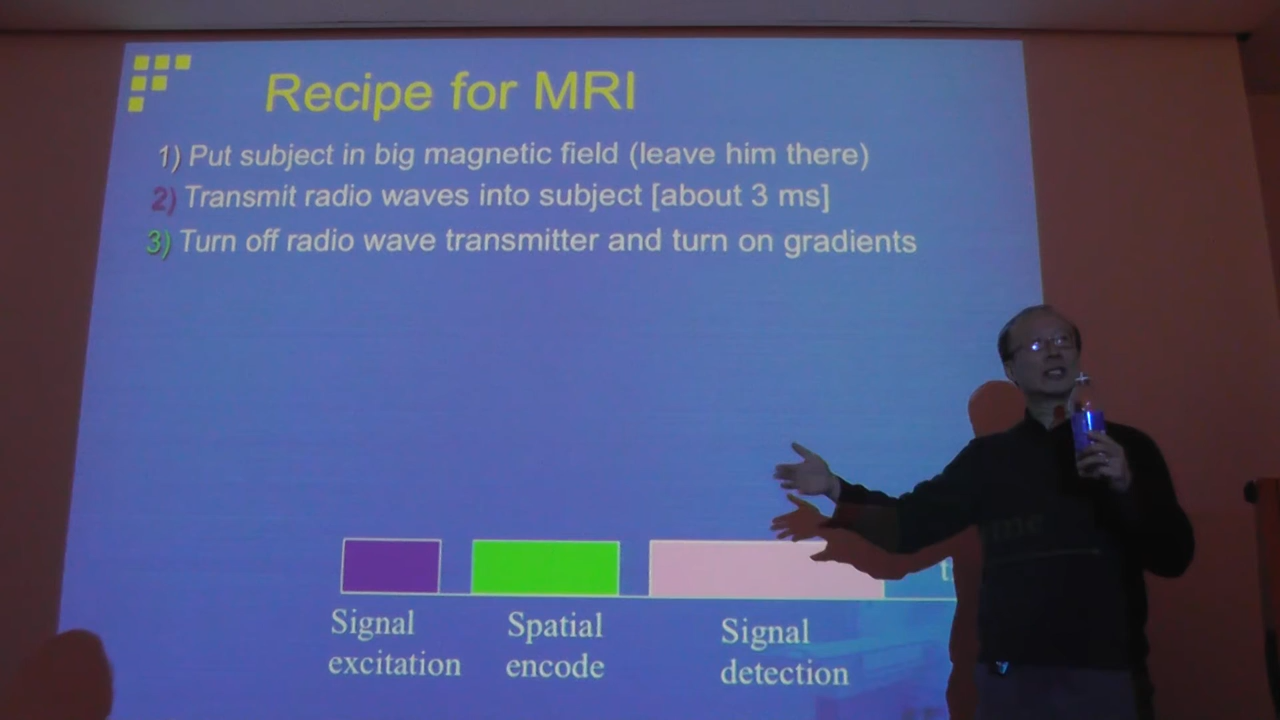 Recipe for MRI
1) Put subject in big magnetic field (leave him there)
2) Transmit radio waves into subject [about 3 ms]
3) Turn off radio wave transmitter and turn on gradients
Signal
excitation
Spatial
encode
Signal
detection